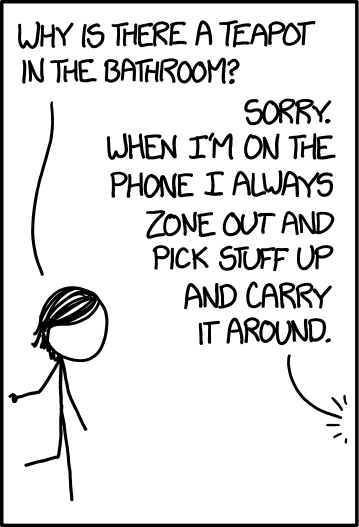 WHY IS THERE A TEAPOT
IN THE BATHROOM?
SORRY.
WHEN I'M ON THE
PHONE I ALWAYS
ZONE OUT AND
PICK STUFF UP
AND CARRY
IT AROUND.